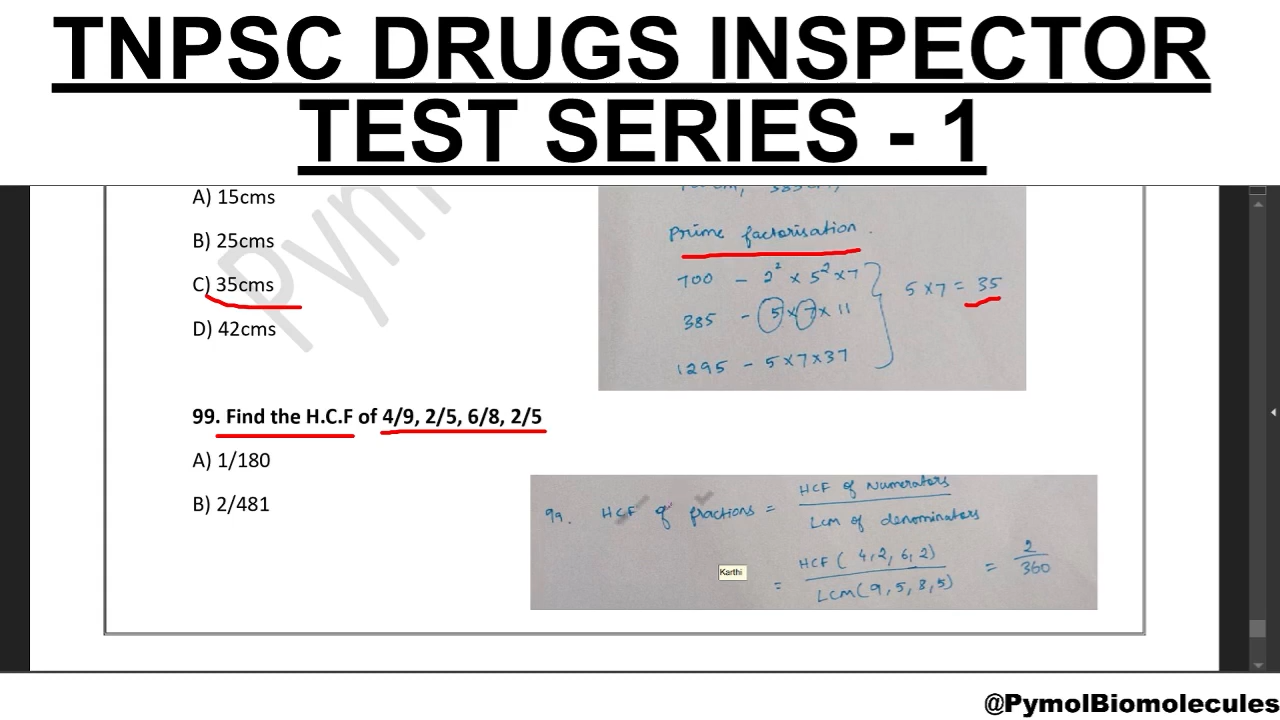 TNPSC DRUGS INSPECTOR
TEST SERIES - 1
A) 15cms
B) 25cms
C) 35cms
D) 42cms
Prime factorisation.
700 - 2² × 5² × 7
385 - 5 × 7 × 11
1295 - 5 × 7 × 37
5 × 7 = 35
99. Find the H.C.F of 4/9, 2/5, 6/8, 2/5
A) 1/180
B) 2/481
99. HCF of fractions = HCF of Numerators
LCM of denominators
= HCF ( 4, 2, 6, 2)
LCM (9, 5, 8, 5)
= 2
360
Karthi
Pym
@PymolBiomolecules